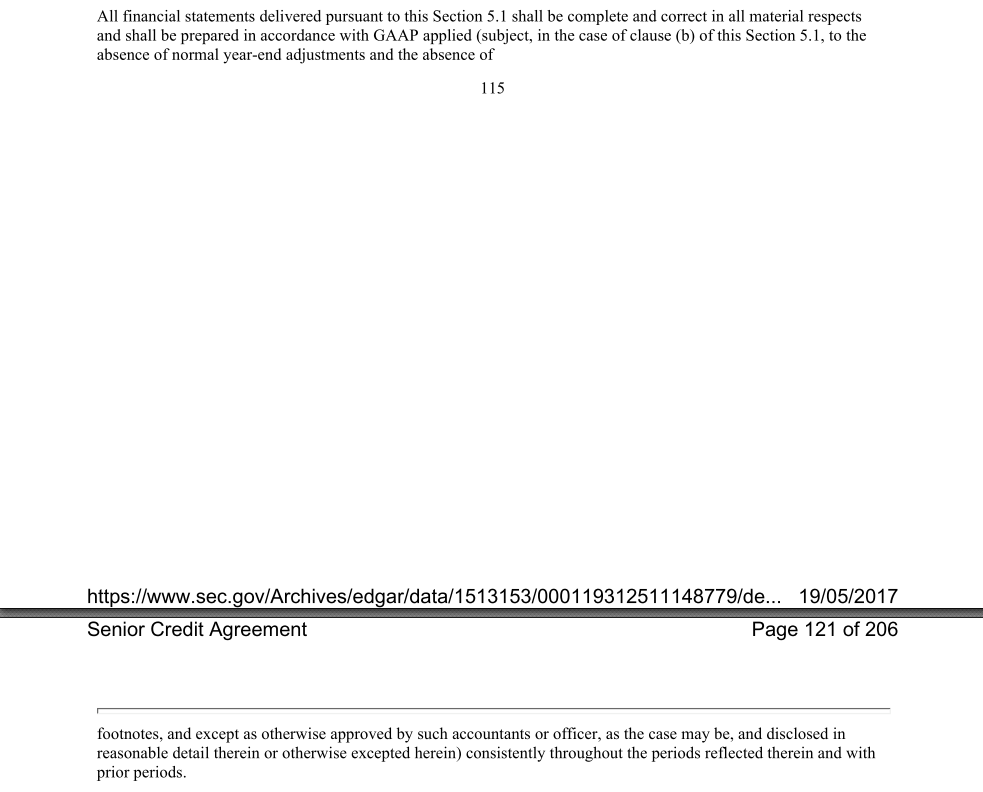 All financial statements delivered pursuant to this Section 5.1 shall be complete and correct in all material respects
and shall be prepared in accordance with GAAP applied (subject, in the case of clause (b) of this Section 5.1, to the
absence of normal year-end adjustments and the absence of
115
https://www.sec.gov/Archives/edgar/data/1513153/000119312511148779/de... 19/05/2017
Senior Credit Agreement Page 121 of 206
footnotes, and except as otherwise approved by such accountants or officer, as the case may be, and disclosed in
reasonable detail therein or otherwise excepted herein) consistently throughout the periods reflected therein and with
prior periods.